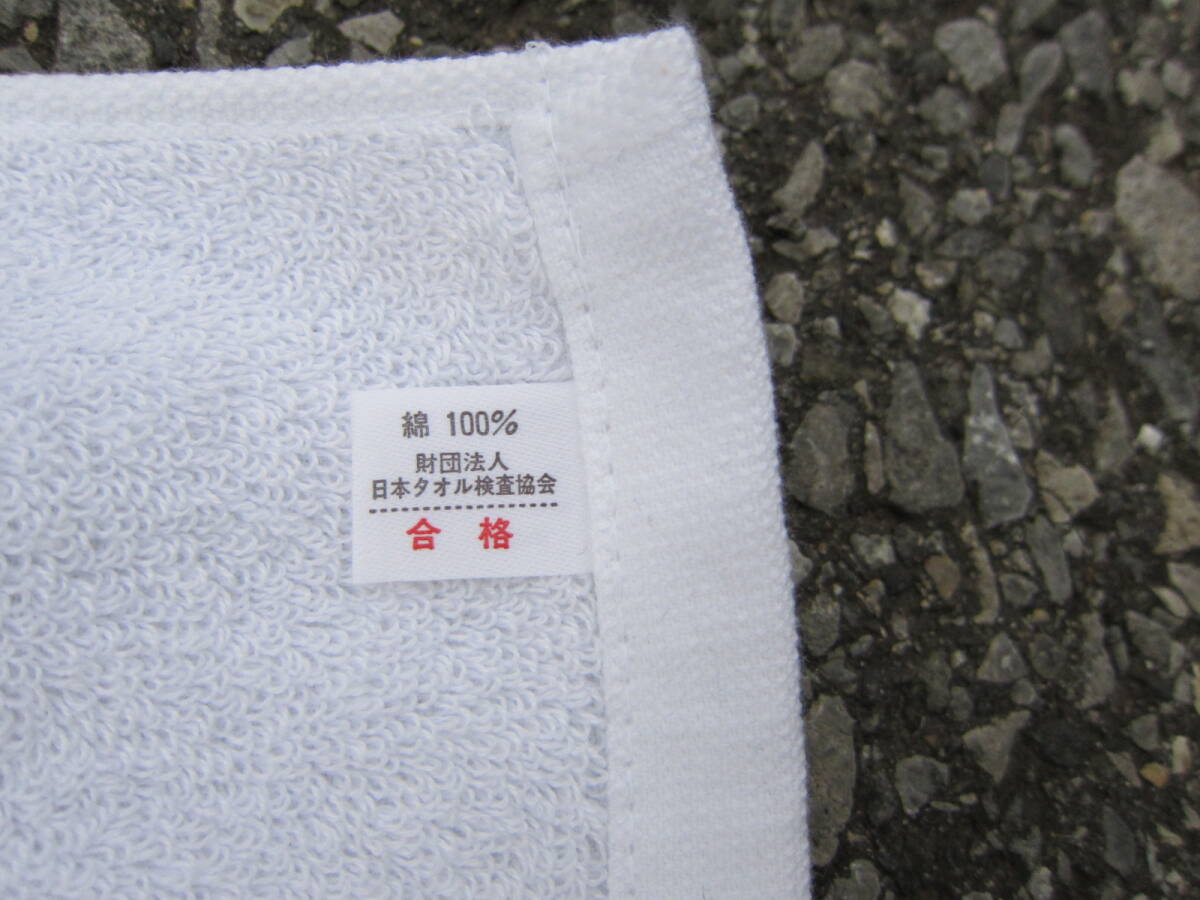 綿 100%
財団法人
日本タオル検査協会
合格